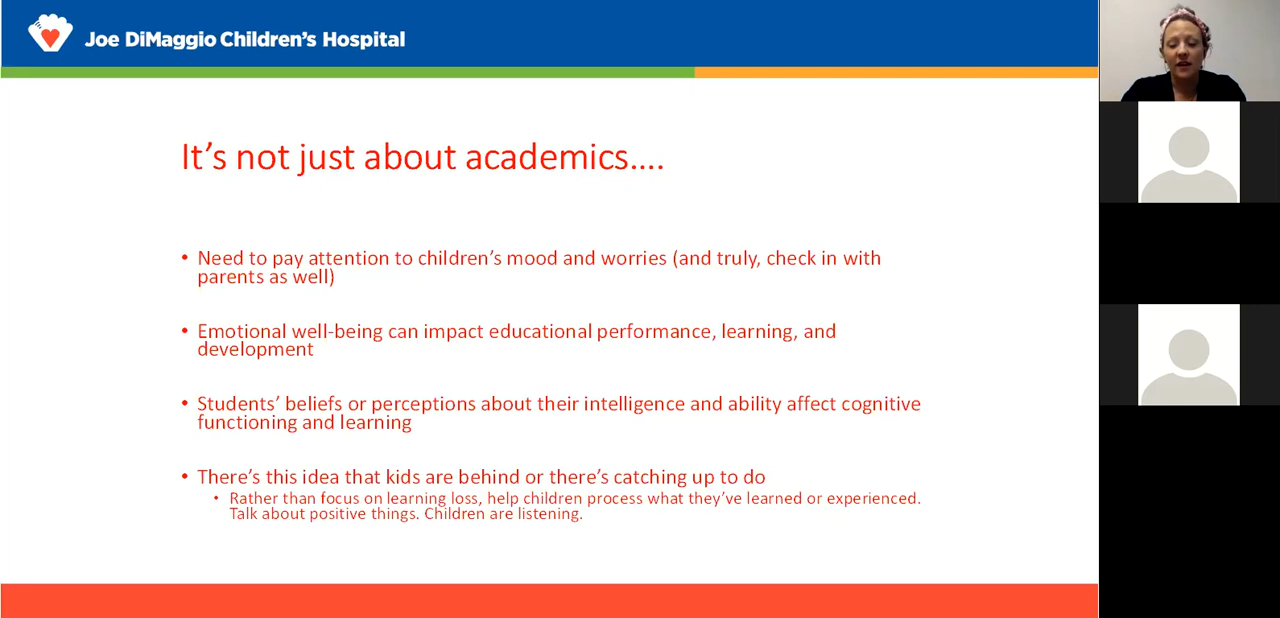 Joe DiMaggio Children's Hospital
It's not just about academics....
• Need to pay attention to children's mood and worries (and truly, check in with
parents as well)
• Emotional well-being can impact educational performance, learning, and
development
• Students' beliefs or perceptions about their intelligence and ability affect cognitive
functioning and learning
• There's this idea that kids are behind or there's catching up to do
• Rather than focus on learning loss, help children process what they've learned or experienced.
Talk about positive things. Children are listening.